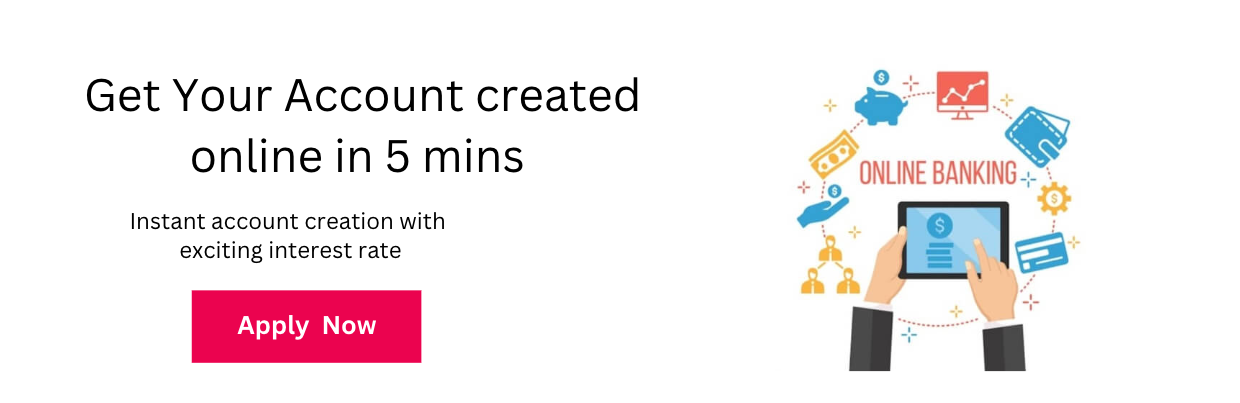 Get Your Account created
online in 5 mins
Instant account creation with
exciting interest rate
Apply Now
ONLINE BANKING